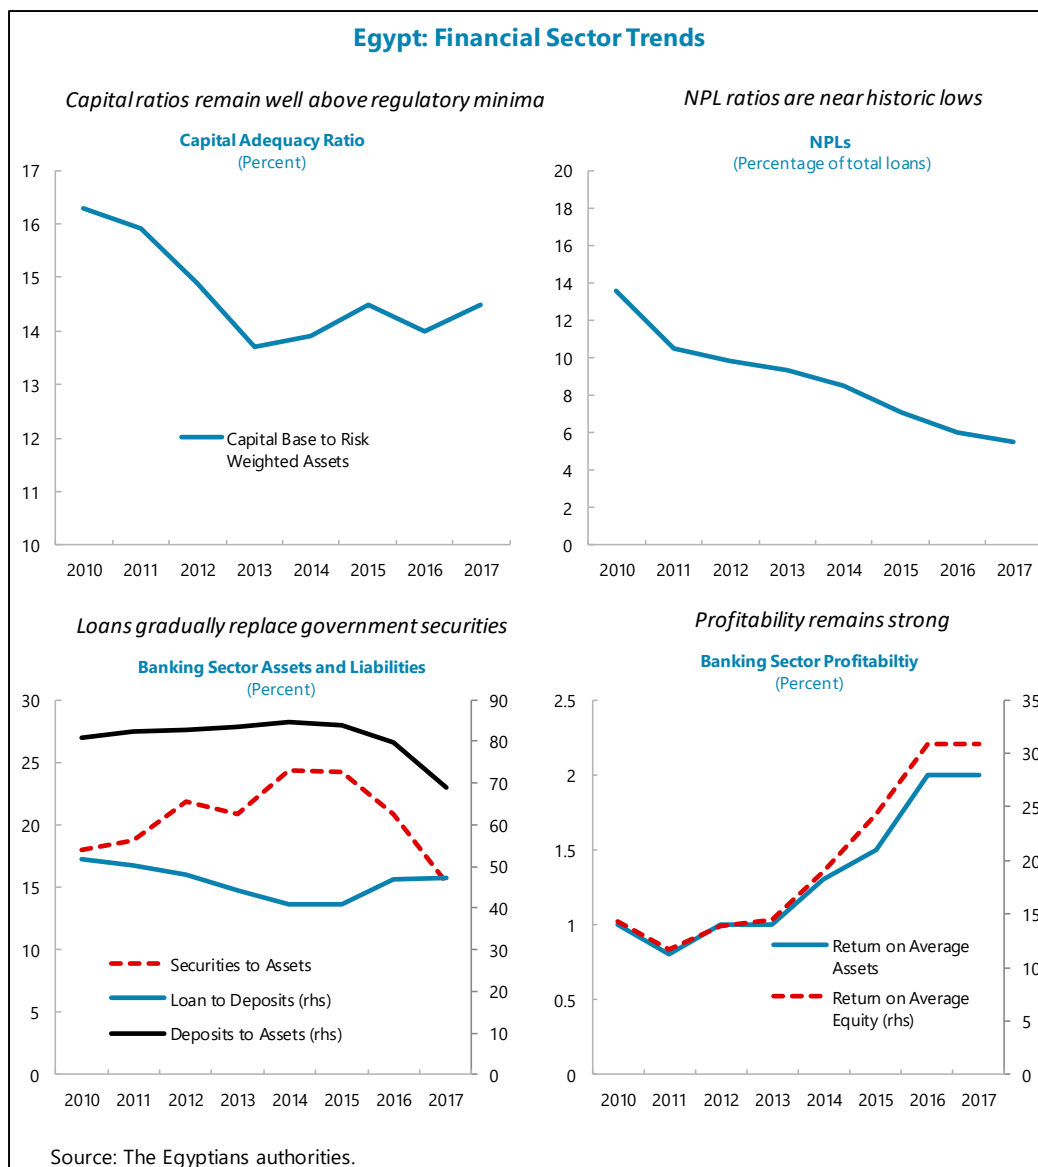 Egypt: Financial Sector Trends
Capital ratios remain well above regulatory minima
Capital Adequacy Ratio
(Percent)
17
16
15
14
13
12
11
10
Capital Base to Risk
Weighted Assets
2010 2011 2012 2013 2014 2015 2016 2017
NPL ratios are near historic lows
NPLs
(Percentage of total loans)
20
18
16
14
12
10
8
6
4
2
0
2010 2011 2012 2013 2014 2015 2016 2017
Loans gradually replace government securities
Banking Sector Assets and Liabilities
(Percent)
30
25
20
15
10
5
0
90
80
70
60
50
40
30
20
10
0
Securities to Assets
Loan to Deposits (rhs)
Deposits to Assets (rhs)
2010 2011 2012 2013 2014 2015 2016 2017
Profitability remains strong
Banking Sector Profitabiltiy
(Percent)
2.5
2
1.5
1
0.5
0
35
30
25
20
15
10
5
0
Return on Average
Assets
Return on Average
Equity (rhs)
2010 2011 2012 2013 2014 2015 2016 2017
Source: The Egyptians authorities.